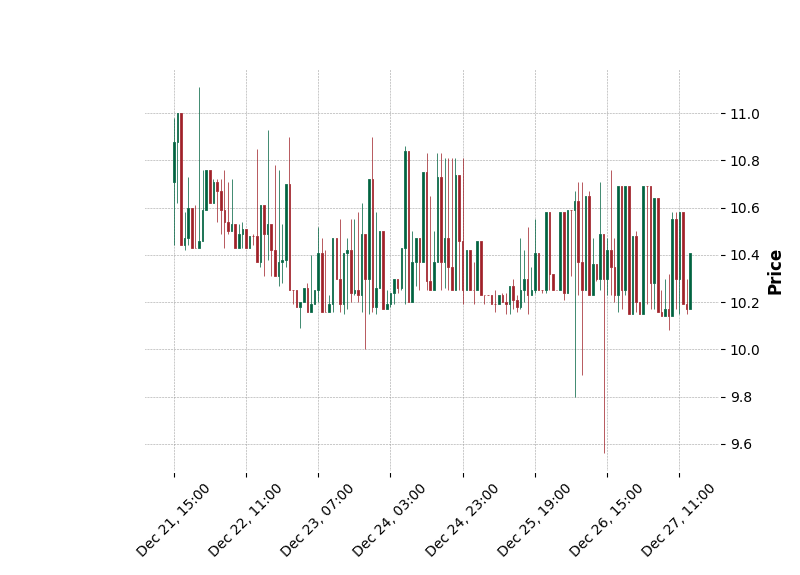 11.0
10.8
10.6
10.4
10.2
10.0
9.8
9.6
Price
Dec 21, 15:00
Dec 22, 11:00
Dec 23, 07:00
Dec 24, 03:00
Dec 24, 23:00
Dec 25, 19:00
Dec 26, 15:00
Dec 27, 11:00